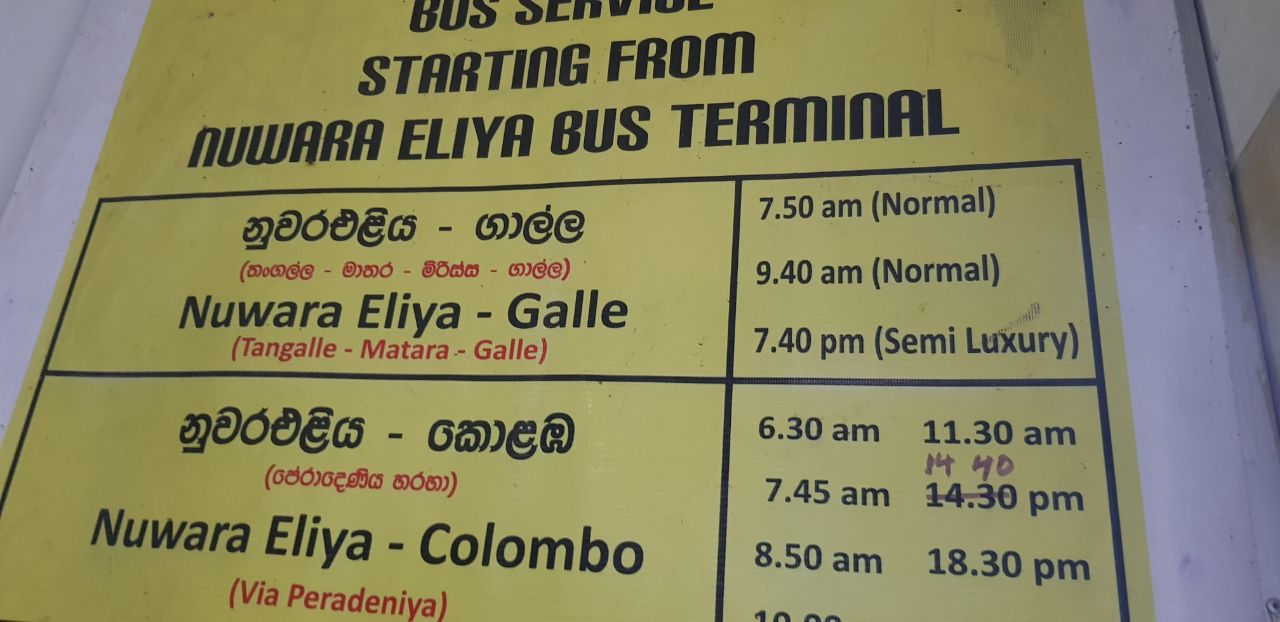 BUS SERVICE
STARTING FROM
NUWARA ELIYA BUS TERMINAL
නුවරඑළිය - ගාල්ල
(තංගල්ල - මාතර - මිරිස්ස - ගාල්ල)
Nuwara Eliya - Galle
(Tangalle - Matara - Galle)
7.50 am (Normal)
9.40 am (Normal)
7.40 pm (Semi Luxury)
නුවරඑළිය - කොළඹ
(පේරාදෙණිය හරහා)
Nuwara Eliya - Colombo
(Via Peradeniya)
6.30 am 11.30 am
14 40
7.45 am 14.30 pm
8.50 am 18.30 pm